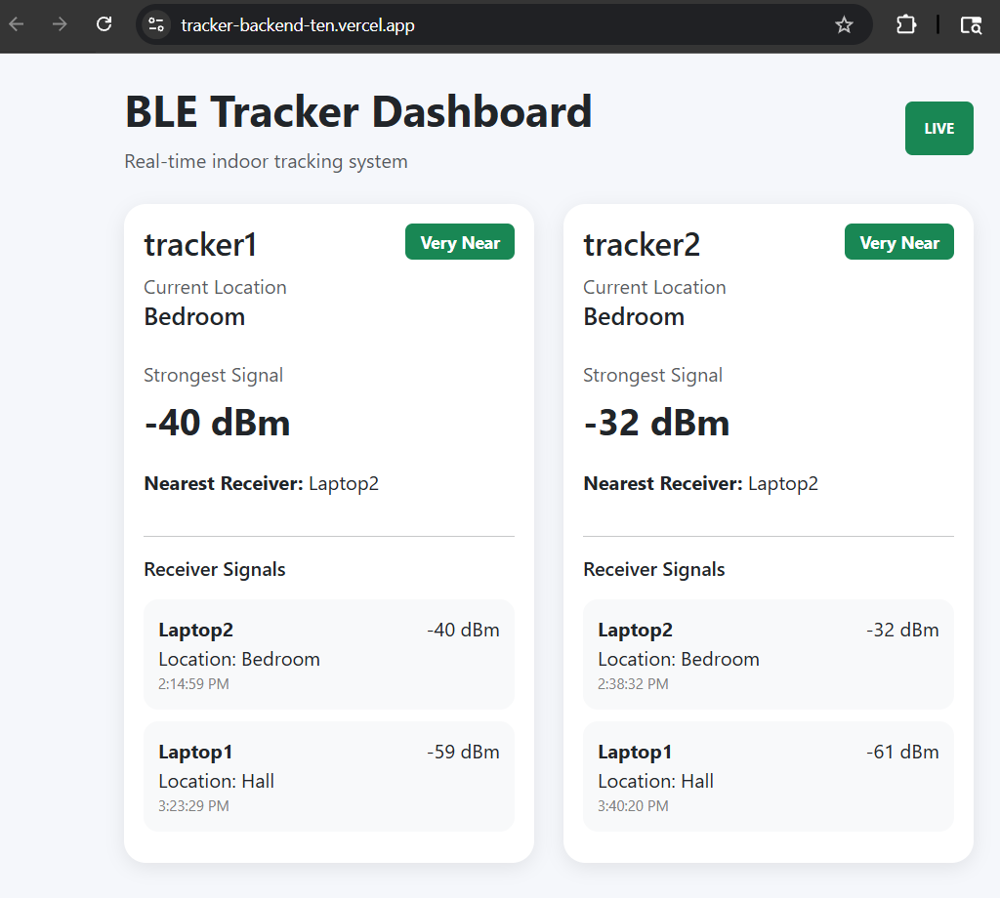 tracker-backend-ten.vercel.app
BLE Tracker Dashboard
LIVE
Real-time indoor tracking system
tracker1
Very Near
Current Location
Bedroom
Strongest Signal
-40 dBm
Nearest Receiver: Laptop2
Receiver Signals
Laptop2 -40 dBm
Location: Bedroom
2:14:59 PM
Laptop1 -59 dBm
Location: Hall
3:23:29 PM
tracker2
Very Near
Current Location
Bedroom
Strongest Signal
-32 dBm
Nearest Receiver: Laptop2
Receiver Signals
Laptop2 -32 dBm
Location: Bedroom
2:38:32 PM
Laptop1 -61 dBm
Location: Hall
3:40:20 PM